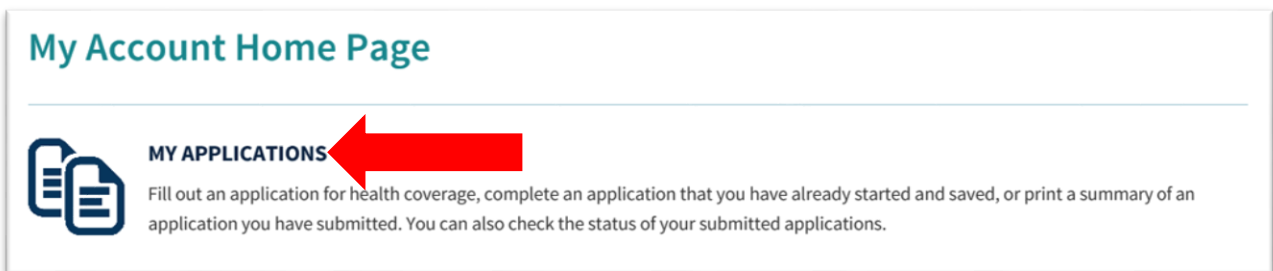 My Account Home Page
MY APPLICATIONS
Fill out an application for health coverage, complete an application that you have already started and saved, or print a summary of an
application you have submitted. You can also check the status of your submitted applications.